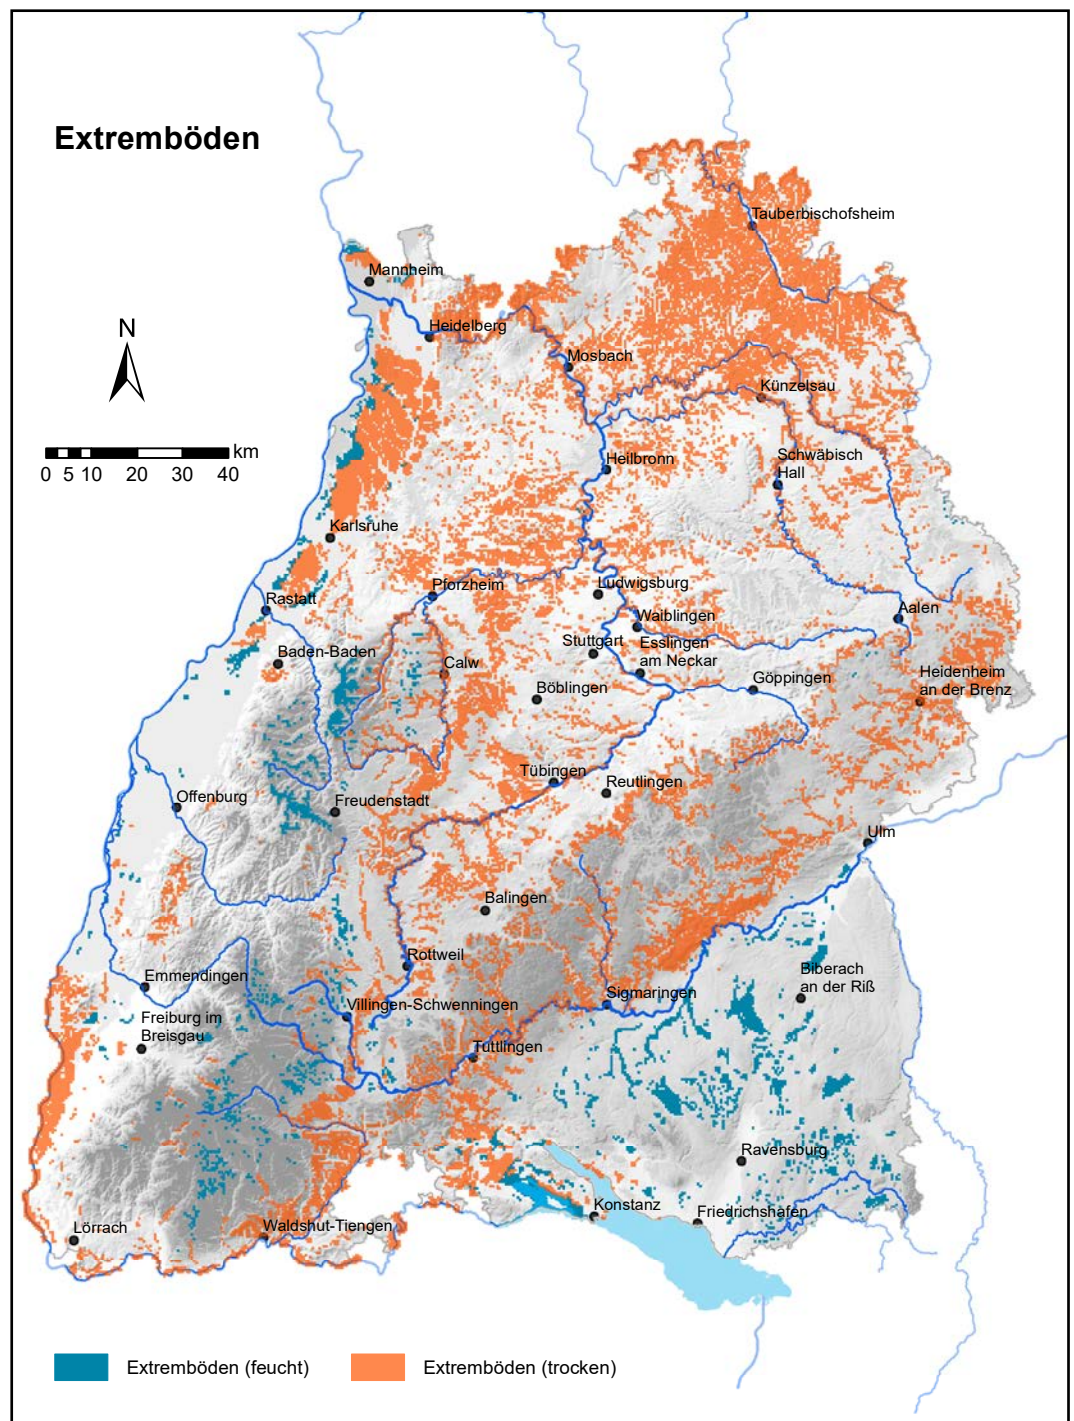 Extremböden
Tauberbischofsheim
Mannheim
N
Heidelberg
Mosbach
Künzelsau
km
0 5 10 20 30 40
Heilbronn
Schwäbisch
Hall
Karlsruhe
Pforzheim
Ludwigsburg
Rastatt
Waiblingen
Aalen
Stuttgart
Esslingen
am Neckar
Baden-Baden
Calw
Göppingen
Heidenheim
an der Brenz
Böblingen
Tübingen
Reutlingen
Offenburg
Freudenstadt
Ulm
Balingen
Rottweil
Emmendingen
Biberach
an der Riß
Villingen-Schwenningen
Sigmaringen
Freiburg im
Breisgau
Tuttlingen
Ravensburg
Konstanz
Friedrichshafen
Lörrach
Waldshut-Tiengen
Extremböden (feucht)
Extremböden (trocken)